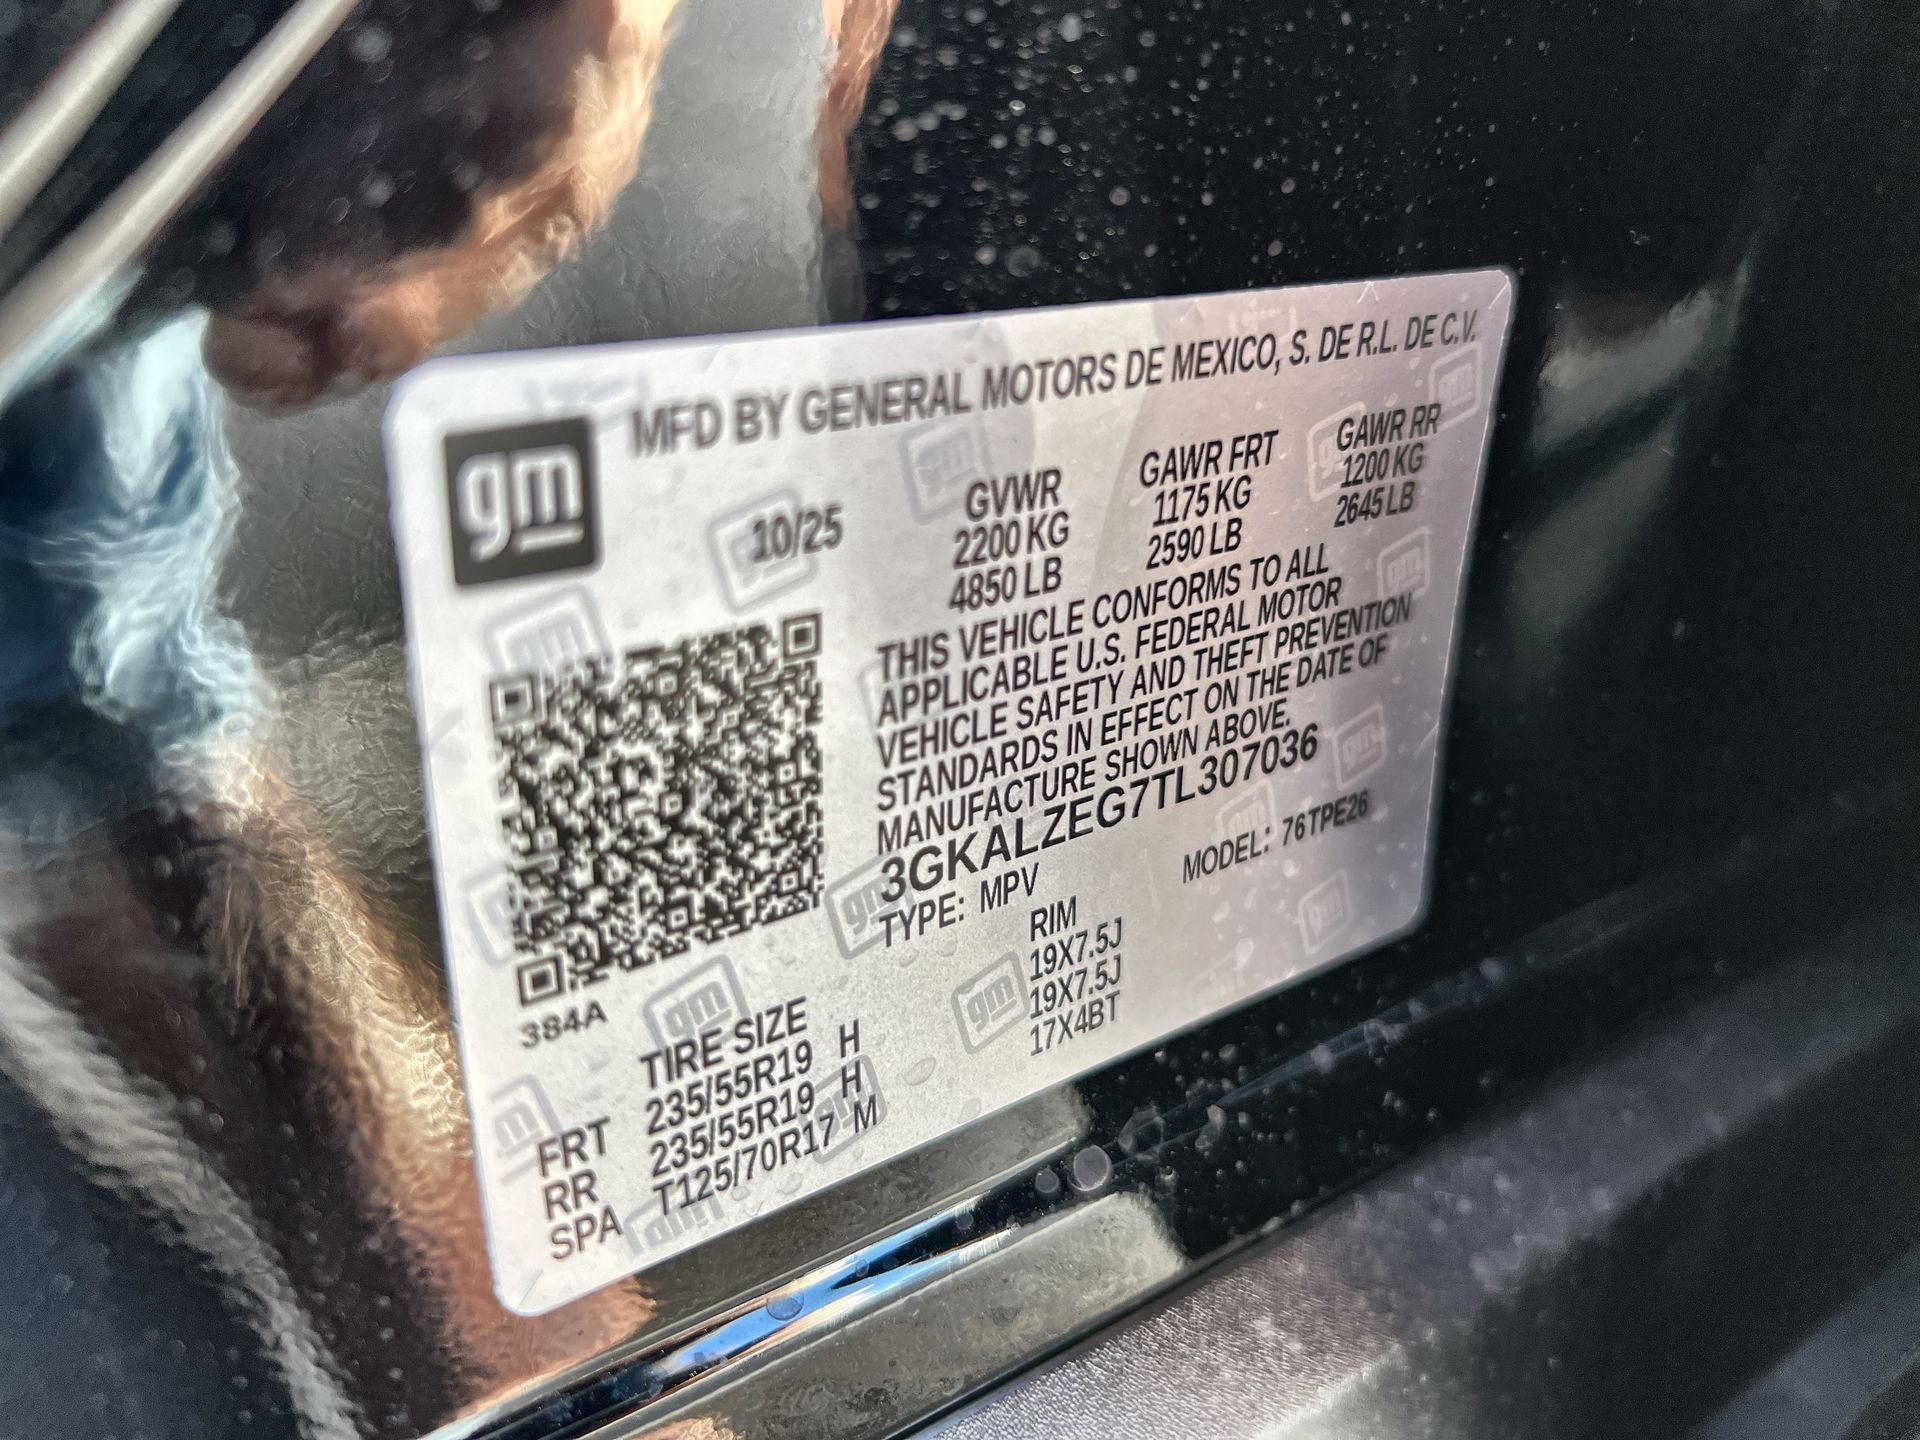 gm
MFD BY GENERAL MOTORS DE MEXICO, S. DE R.L. DE C.V.
10/25
GVWR GAWR FRT GAWR RR
2200 KG 1175 KG 1200 KG
4850 LB 2590 LB 2645 LB
THIS VEHICLE CONFORMS TO ALL
APPLICABLE U.S. FEDERAL MOTOR
VEHICLE SAFETY AND THEFT PREVENTION
STANDARDS IN EFFECT ON THE DATE OF
MANUFACTURE SHOWN ABOVE.
3GKALZEG7TL307036
TYPE: MPV MODEL: 76TPE26
384A
TIRE SIZE RIM
FRT 235/55R19 H 19X7.5J
RR 235/55R19 H 19X7.5J
SPA T125/70R17 M 17X4BT